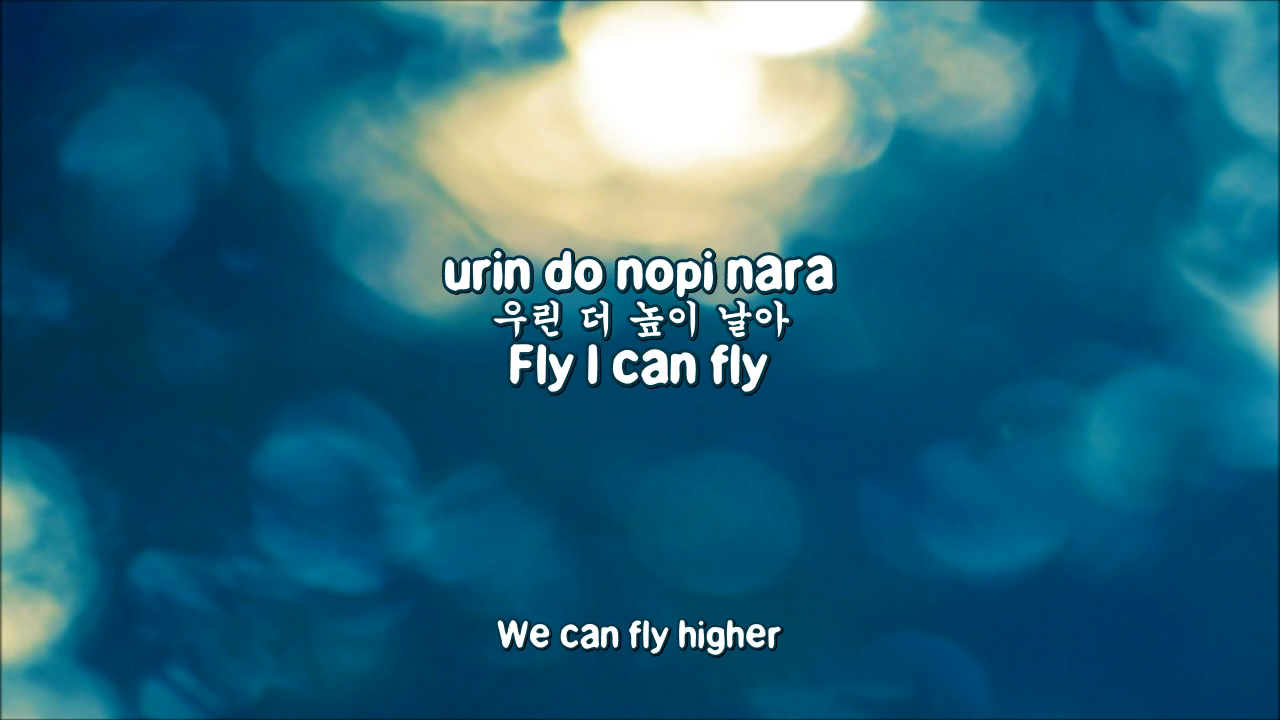 urin do nopi nara
우린 더 높이 날아
Fly I can fly
We can fly higher